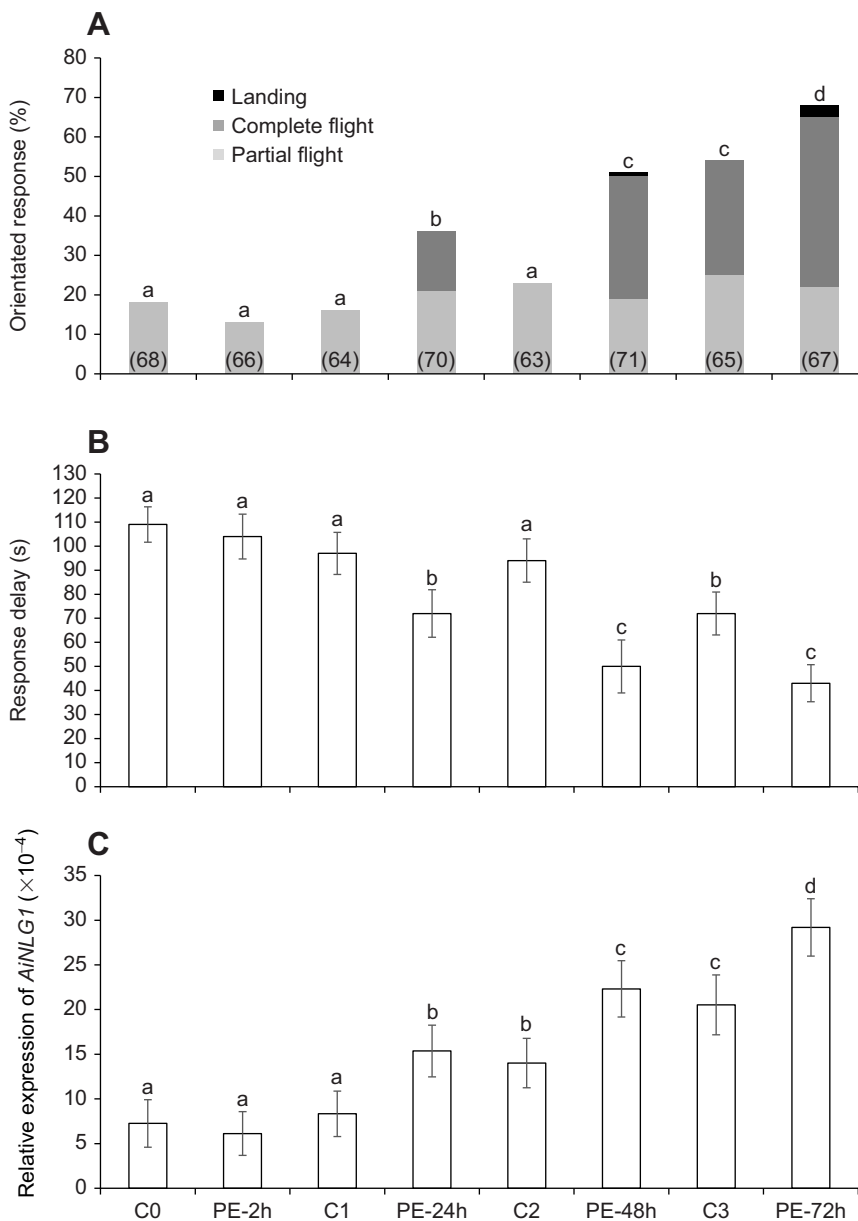 A
Orientated response (%)
80
70
60
50
40
30
20
10
0
Landing
Complete flight
Partial flight
a
a
a
b
a
c
c
d
(68) (66) (64) (70) (63) (71) (65) (67)
B
Response delay (s)
130
120
110
100
90
80
70
60
50
40
30
20
10
0
a
a
a
b
a
c
b
c
C
Relative expression of AiNLG1 (×10–4)
35
30
25
20
15
10
5
0
a
a
a
b
b
c
c
d
C0 PE-2h C1 PE-24h C2 PE-48h C3 PE-72h